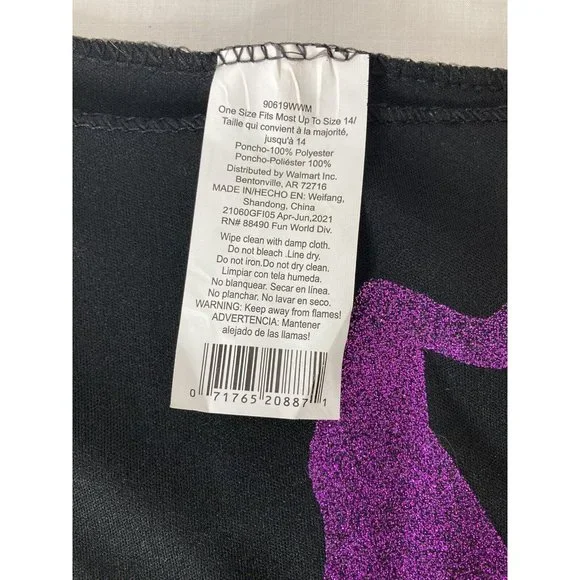 90619WWM
One Size Fits Most Up To Size 14/
Taille qui convient à la majorité,
jusqu'à 14
Poncho-100% Polyester
Poncho-Poliéster 100%
Distributed by Walmart Inc.
Bentonville, AR 72716
MADE IN/HECHO EN: Weifang,
Shandong, China
21060GFI05 Apr-Jun,2021
RN# 88490 Fun World Div.
Wipe clean with damp cloth.
Do not bleach .Line dry.
Do not iron.Do not dry clean.
Limpiar con tela humeda.
No blanquear. Secar en línea.
No planchar. No lavar en seco.
WARNING: Keep away from flames!
ADVERTENCIA: Mantener
alejado de las llamas!
0 71765 20887 1